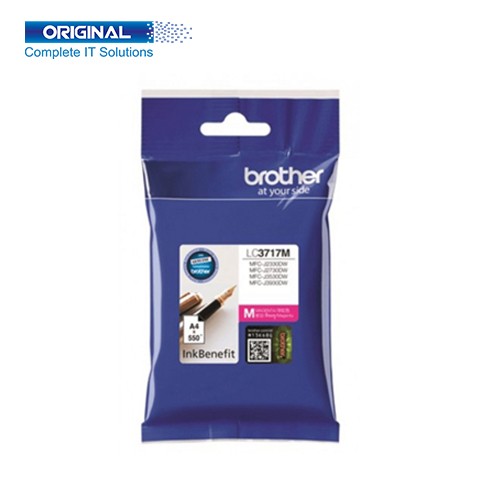 ORIGINAL
Complete IT Solutions
brother
at your side
LC3717M
MFC-J2330DW
MFC-J2730DW
MFC-J3530DW
MFC-J3930DW
brother
M
A4
550
InkBenefit